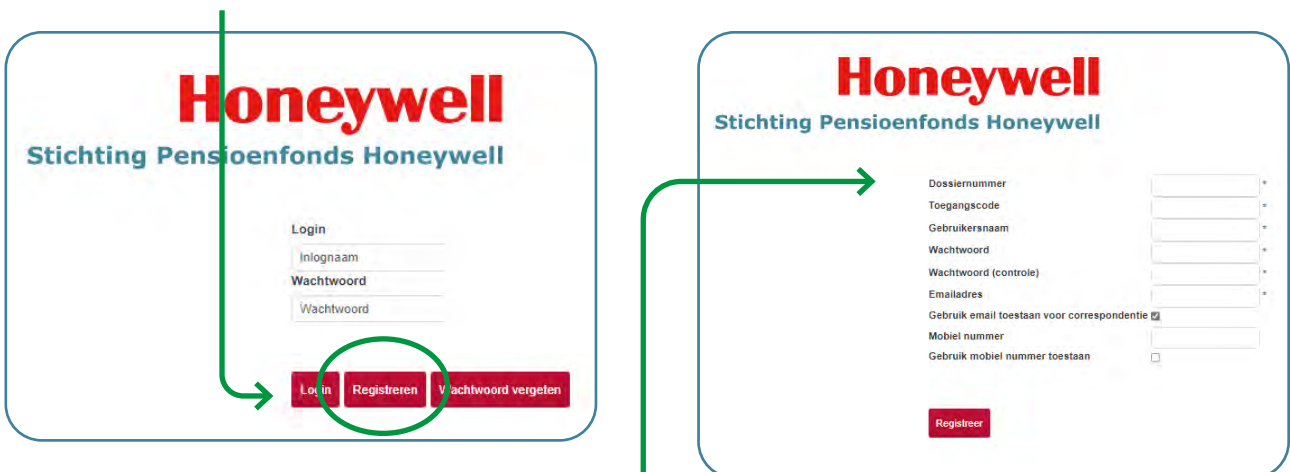 Honeywell
Stichting Pensioenfonds Honeywell
Login
Inlognaam
Wachtwoord
Wachtwoord
Login Registreren Wachtwoord vergeten
Honeywell
Stichting Pensioenfonds Honeywell
Dossiernummer *
Toegangscode *
Gebruikersnaam *
Wachtwoord *
Wachtwoord (controle) *
Emailadres *
Gebruik email toestaan voor correspondentie
Mobiel nummer
Gebruik mobiel nummer toestaan
Registreer